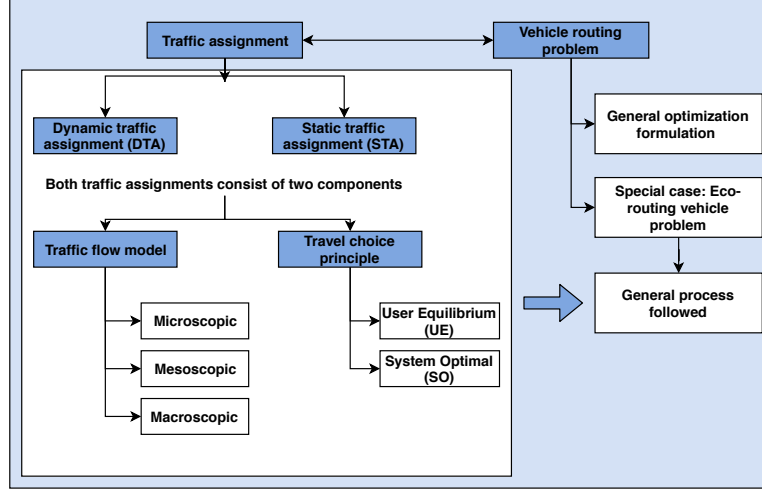 Traffic assignment
Vehicle routing
problem
Dynamic traffic
assignment (DTA)
Static traffic
assignment (STA)
General optimization
formulation
Both traffic assignments consist of two components
Special case: Eco-
routing vehicle
problem
Traffic flow model
Travel choice
principle
General process
followed
Microscopic
User Equilibrium
(UE)
Mesoscopic
System Optimal
(SO)
Macroscopic